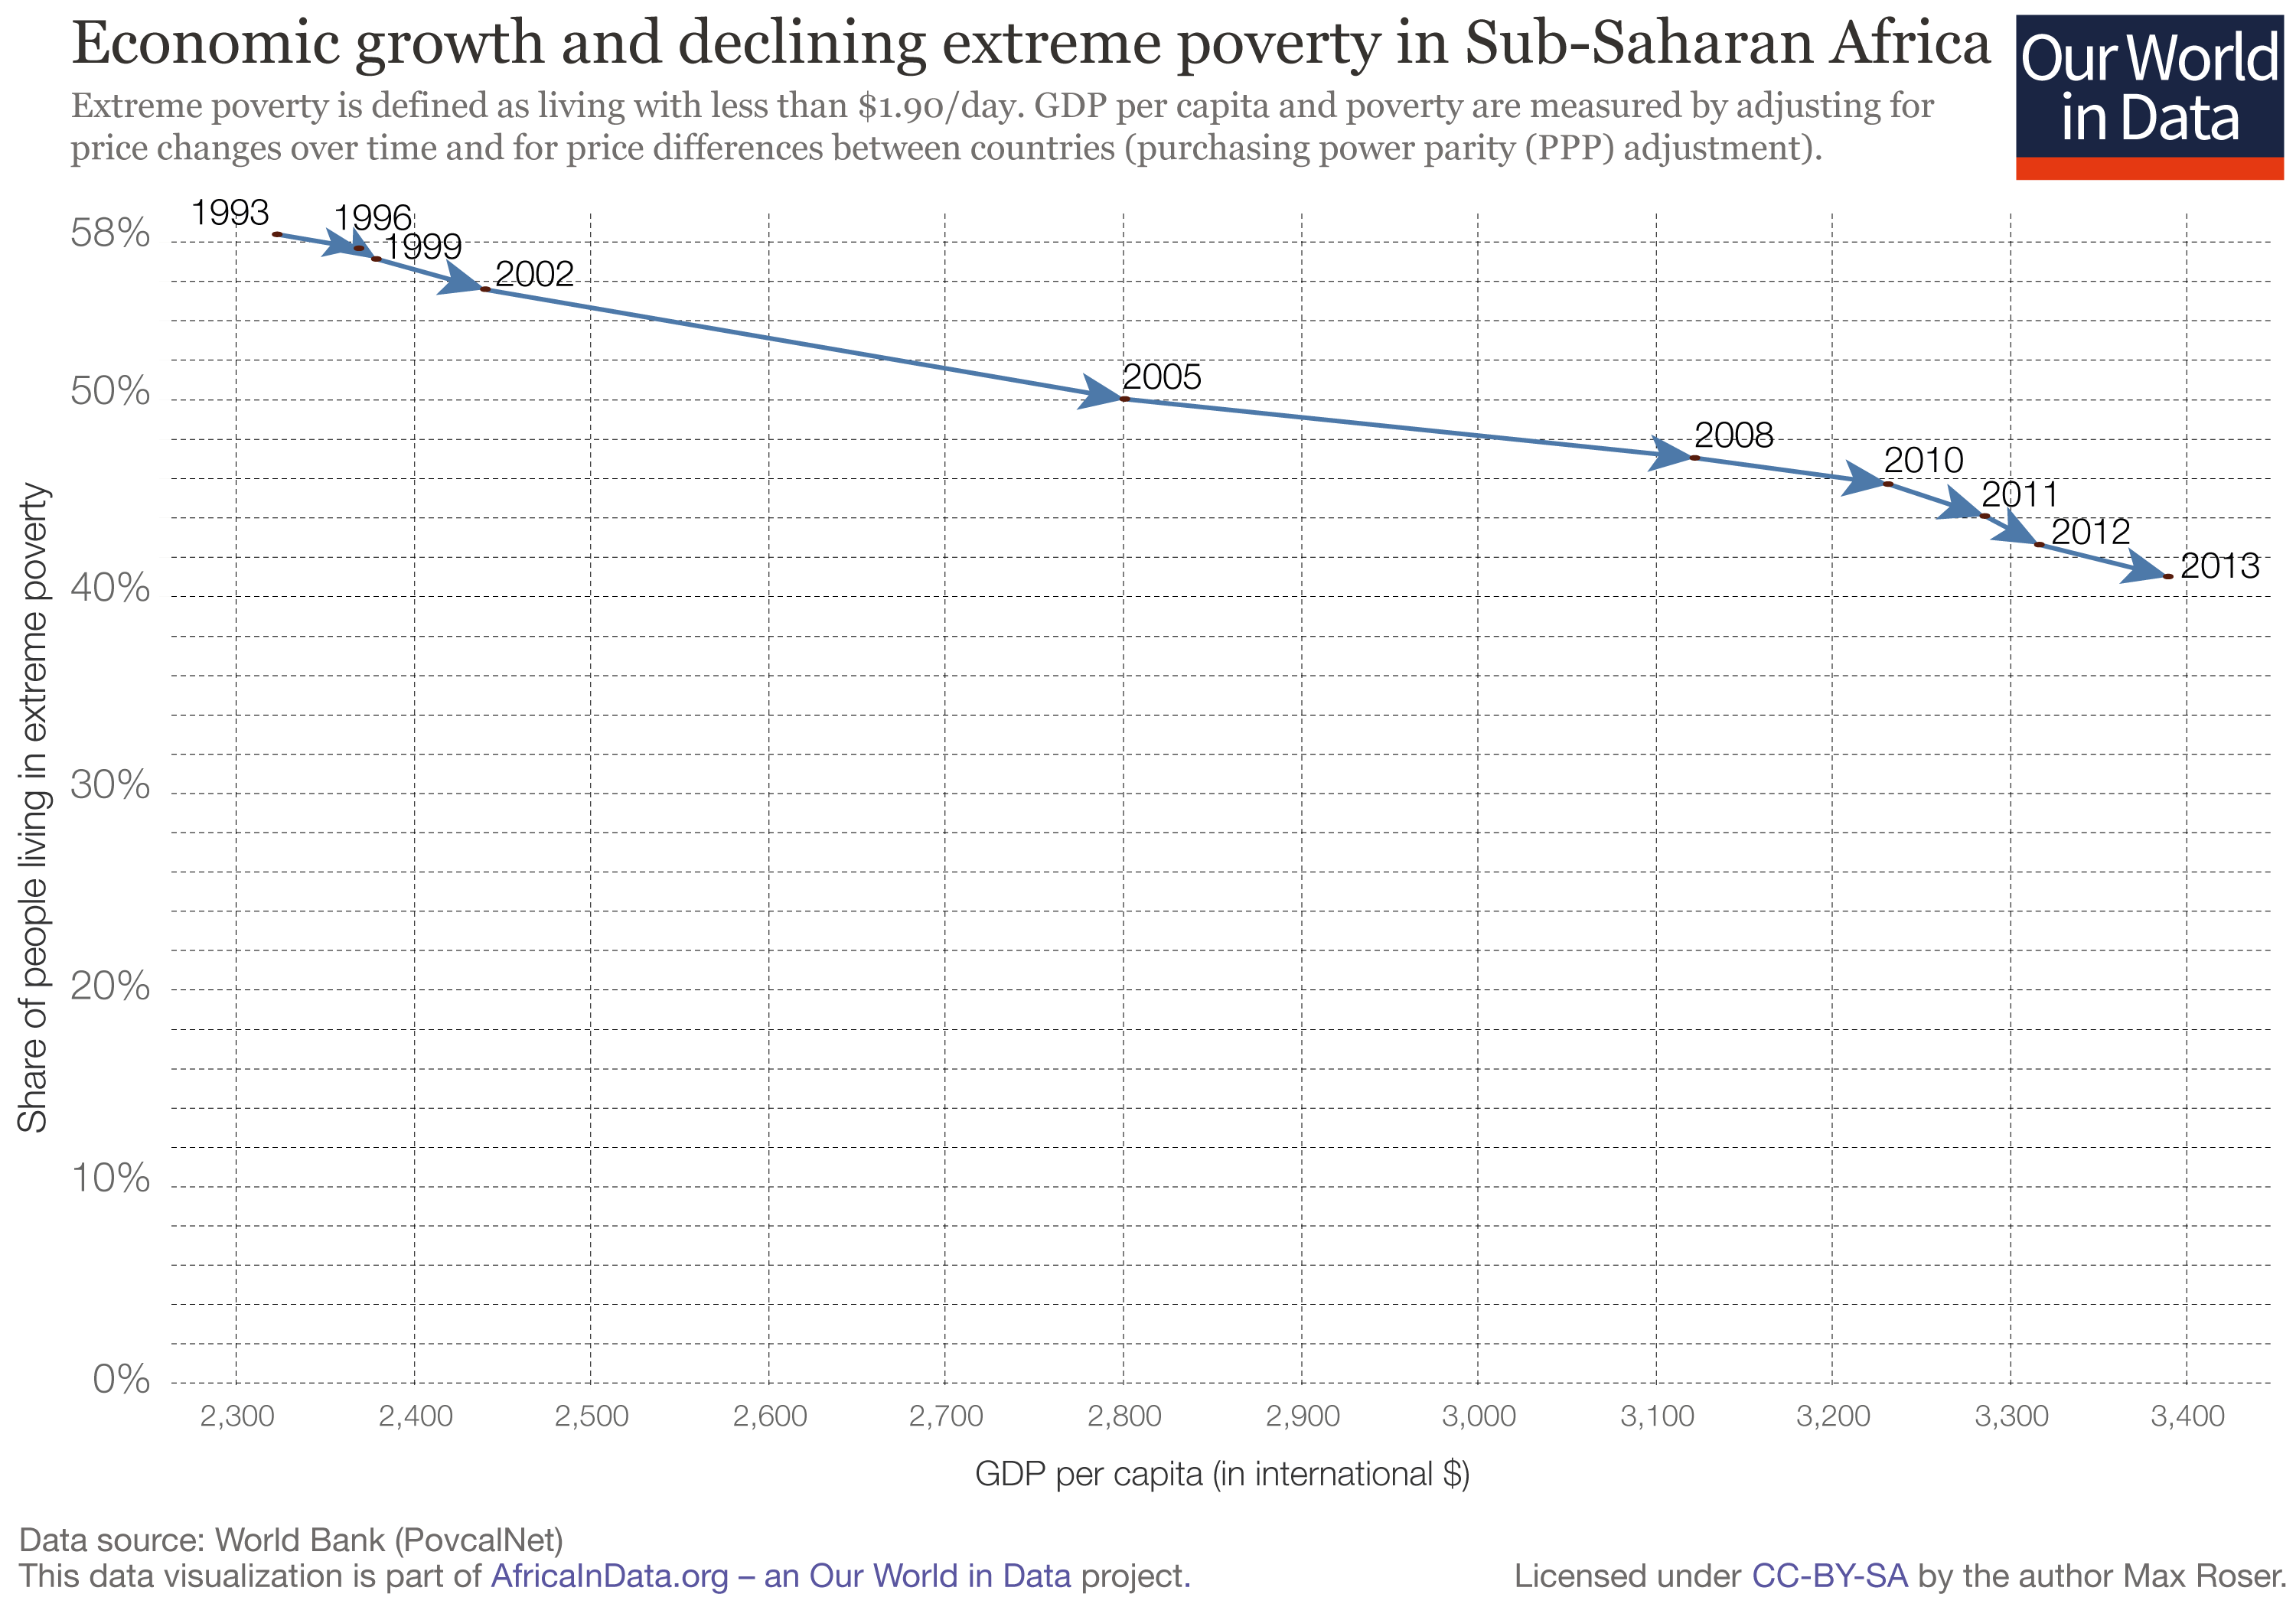 Economic growth and declining extreme poverty in Sub-Saharan Africa
Our World
in Data
Extreme poverty is defined as living with less than $1.90/day. GDP per capita and poverty are measured by adjusting for
price changes over time and for price differences between countries (purchasing power parity (PPP) adjustment).
1993
1996
1999
2002
2005
2008
2010
2011
2012
2013
58%
50%
40%
30%
20%
10%
0%
Share of people living in extreme poverty
2,300 2,400 2,500 2,600 2,700 2,800 2,900 3,000 3,100 3,200 3,300 3,400
GDP per capita (in international $)
Data source: World Bank (PovcalNet)
This data visualization is part of AfricaInData.org – an Our World in Data project.
Licensed under CC-BY-SA by the author Max Roser.